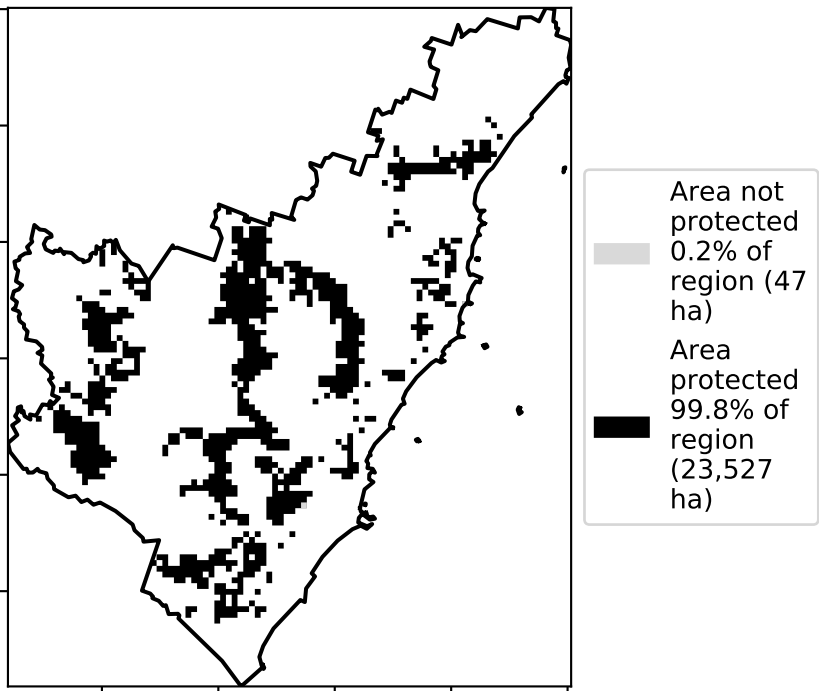 Area not
protected
0.2% of
region (47
ha)
Area
protected
99.8% of
region
(23,527
ha)